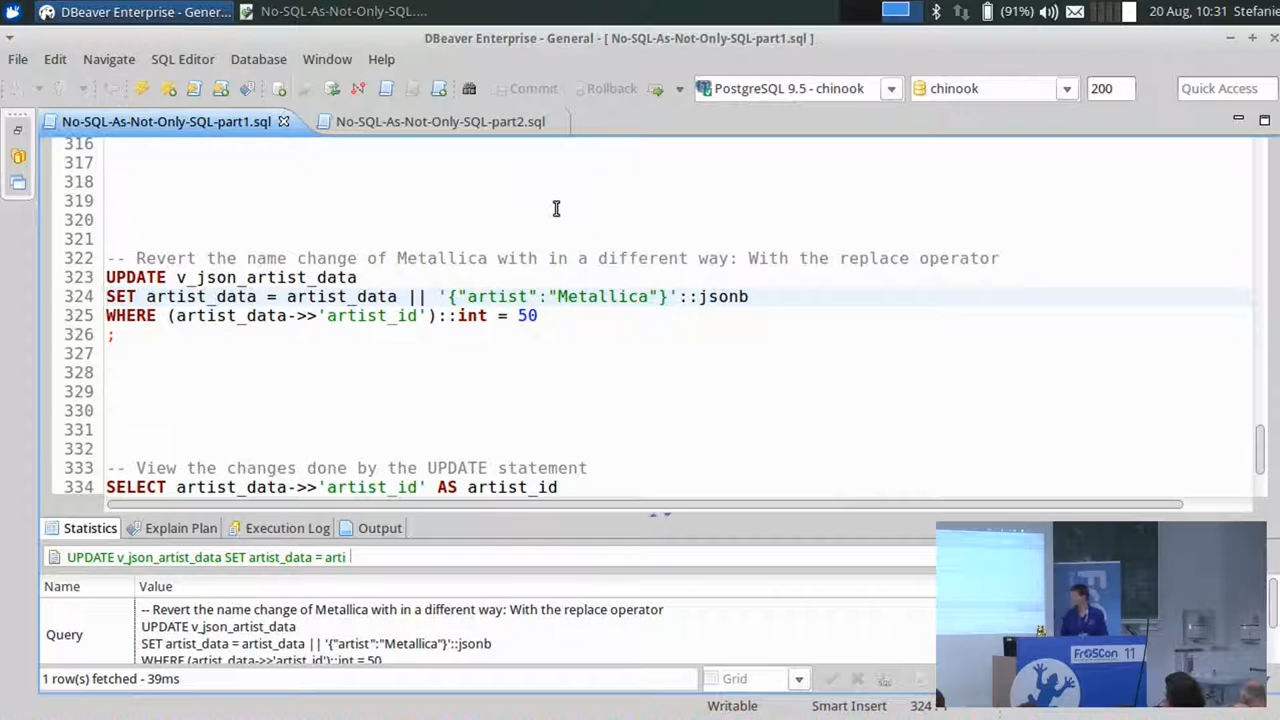 DBeaver Enterprise - Gener...
No-SQL-As-Not-Only-SQL....
(91%)
20 Aug, 10:31
Stefanie
DBeaver Enterprise - General - [ No-SQL-As-Not-Only-SQL-part1.sql ]
File Edit Navigate SQL Editor Database Window Help
Commit Rollback PostgreSQL 9.5 - chinook chinook 200 Quick Access
No-SQL-As-Not-Only-SQL-part1.sql No-SQL-As-Not-Only-SQL-part2.sql
316
317
318
319
320
321
322 -- Revert the name change of Metallica with in a different way: With the replace operator
323 UPDATE v_json_artist_data
324 SET artist_data = artist_data || '{"artist":"Metallica"}'::jsonb
325 WHERE (artist_data->>'artist_id')::int = 50
326 ;
327
328
329
330
331
332
333 -- View the changes done by the UPDATE statement
334 SELECT artist_data->>'artist_id' AS artist_id
Statistics Explain Plan Execution Log Output
UPDATE v_json_artist_data SET artist_data = arti
Name Value
Query
-- Revert the name change of Metallica with in a different way: With the replace operator
UPDATE v_json_artist_data
SET artist_data = artist_data || '{"artist":"Metallica"}'::jsonb
WHERE (artist_data->>'artist_id')::int = 50
1 row(s) fetched - 39ms
Grid
Writable Smart Insert
FrOSCon 11